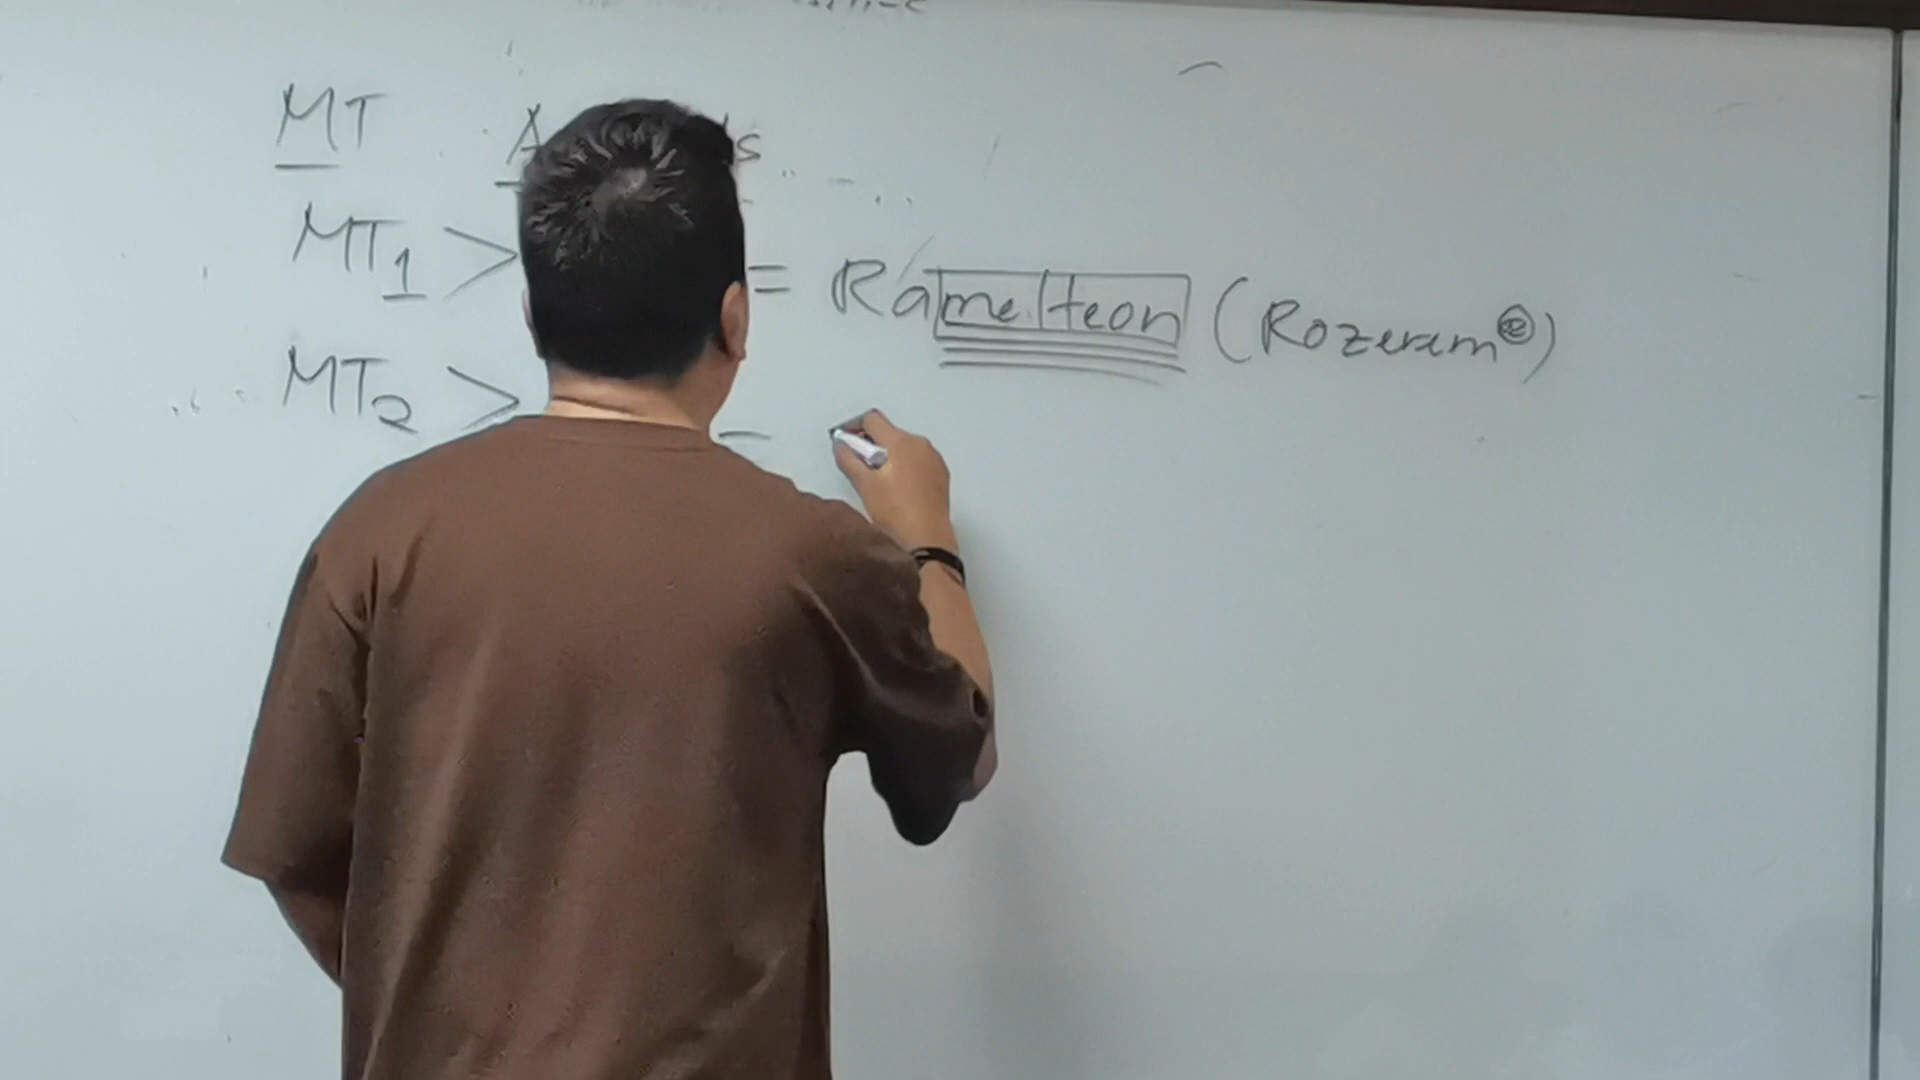 MT
MT1 > = Ramelteon (Rozerem®)
MT2 >